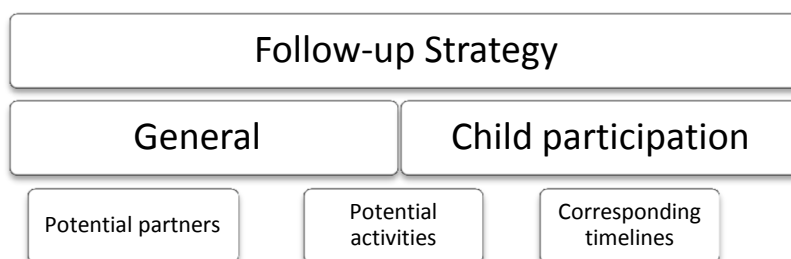 Follow-up Strategy
General
Child participation
Potential partners
Potential
activities
Corresponding
timelines